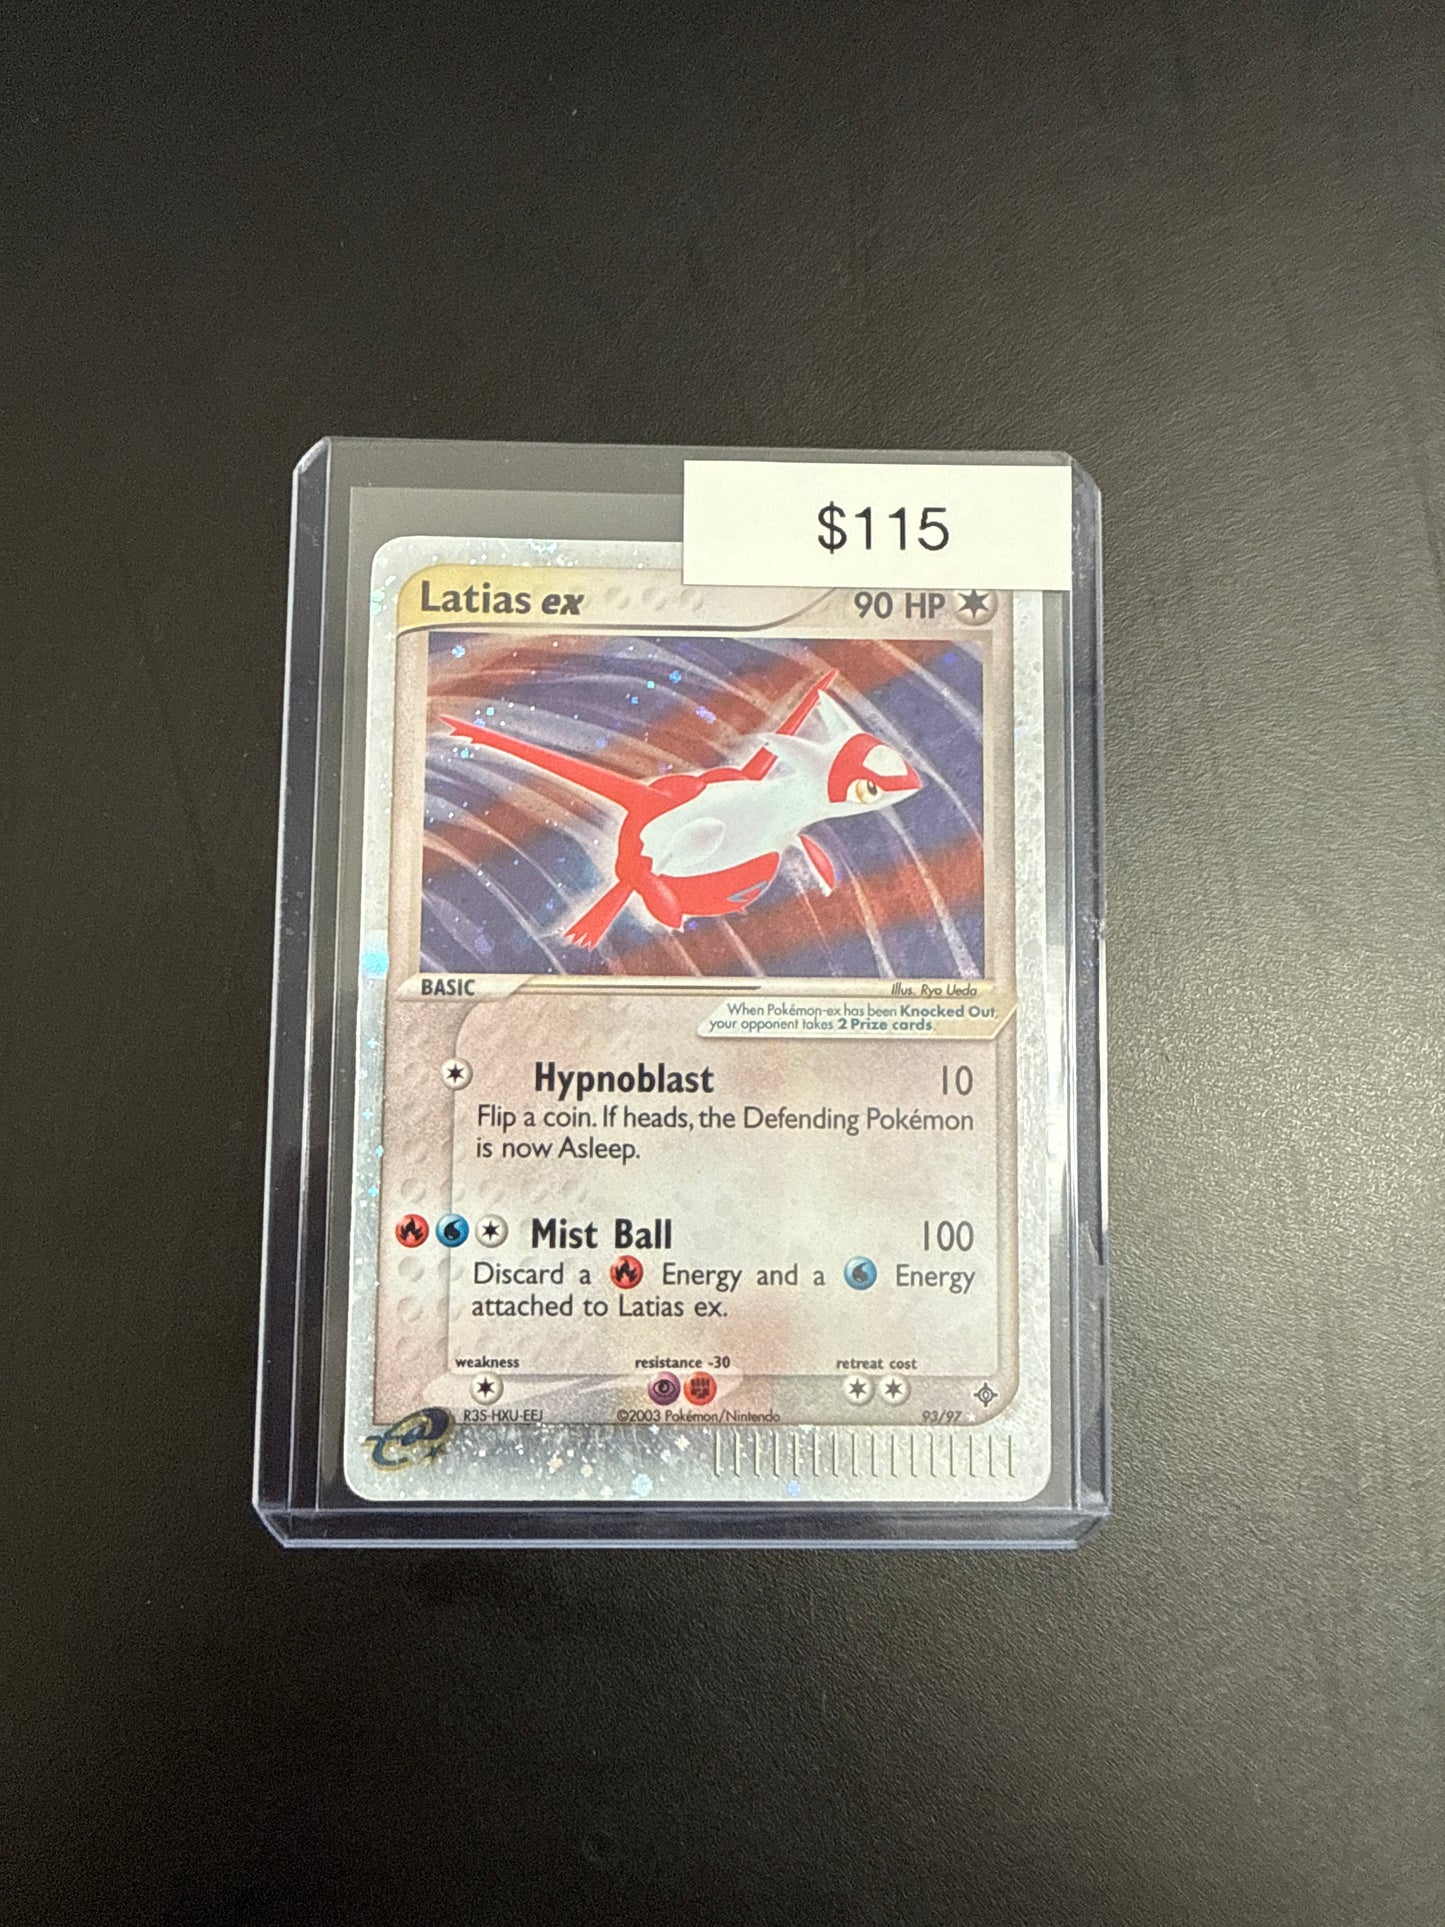 $115
Latias ex
90 HP
BASIC
Illus. Ryo Ueda
When Pokémon-ex has been Knocked Out,
your opponent takes 2 Prize cards.
Hypnoblast 10
Flip a coin. If heads, the Defending Pokémon
is now Asleep.
Mist Ball 100
Discard a Energy and a Energy
attached to Latias ex.
weakness resistance -30 retreat cost
R3S-HXU-EEJ ©2003 Pokémon/Nintendo 93/97 ★
e